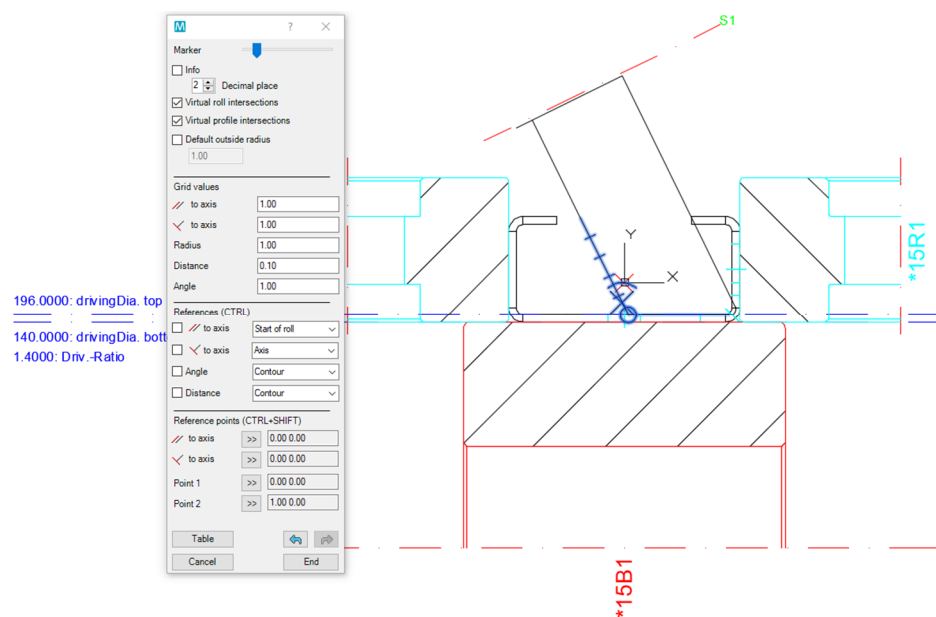 M ? ×
Marker
Info
2 Decimal place
Virtual roll intersections
Virtual profile intersections
Default outside radius
1.00
Grid values
to axis 1.00
to axis 1.00
Radius 1.00
Distance 0.10
Angle 1.00
References (CTRL)
to axis Start of roll
to axis Axis
Angle Contour
Distance Contour
Reference points (CTRL+SHIFT)
to axis >> 0.00 0.00
to axis >> 0.00 0.00
Point 1 >> 0.00 0.00
Point 2 >> 1.00 0.00
Table
Cancel End
196.0000: drivingDia. top
140.0000: drivingDia. bott
1.4000: Driv.-Ratio
S1
Y
X
*15R1
*15B1